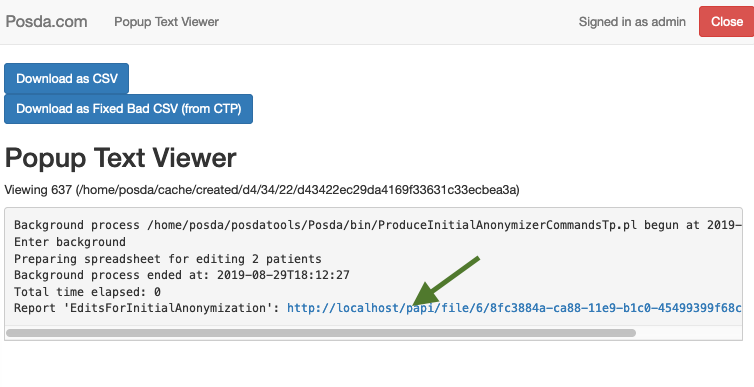 Posda.com Popup Text Viewer Signed in as admin Close
Download as CSV
Download as Fixed Bad CSV (from CTP)
Popup Text Viewer
Viewing 637 (/home/posda/cache/created/d4/34/22/d43422ec29da4169f33631c33ecbea3a)
Background process /home/posda/posdatools/Posda/bin/ProduceInitialAnonymizerCommandsTp.pl begun at 2019-
Enter background
Preparing spreadsheet for editing 2 patients
Background process ended at: 2019-08-29T18:12:27
Total time elapsed: 0
Report 'EditsForInitialAnonymization': http://localhost/papi/file/6/8fc3884a-ca88-11e9-b1c0-45499399f68c